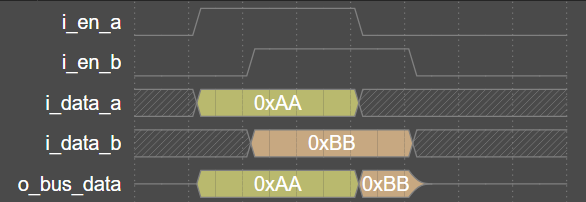 i_en_a
i_en_b
i_data_a 0xAA
i_data_b 0xBB
o_bus_data 0xAA 0xBB